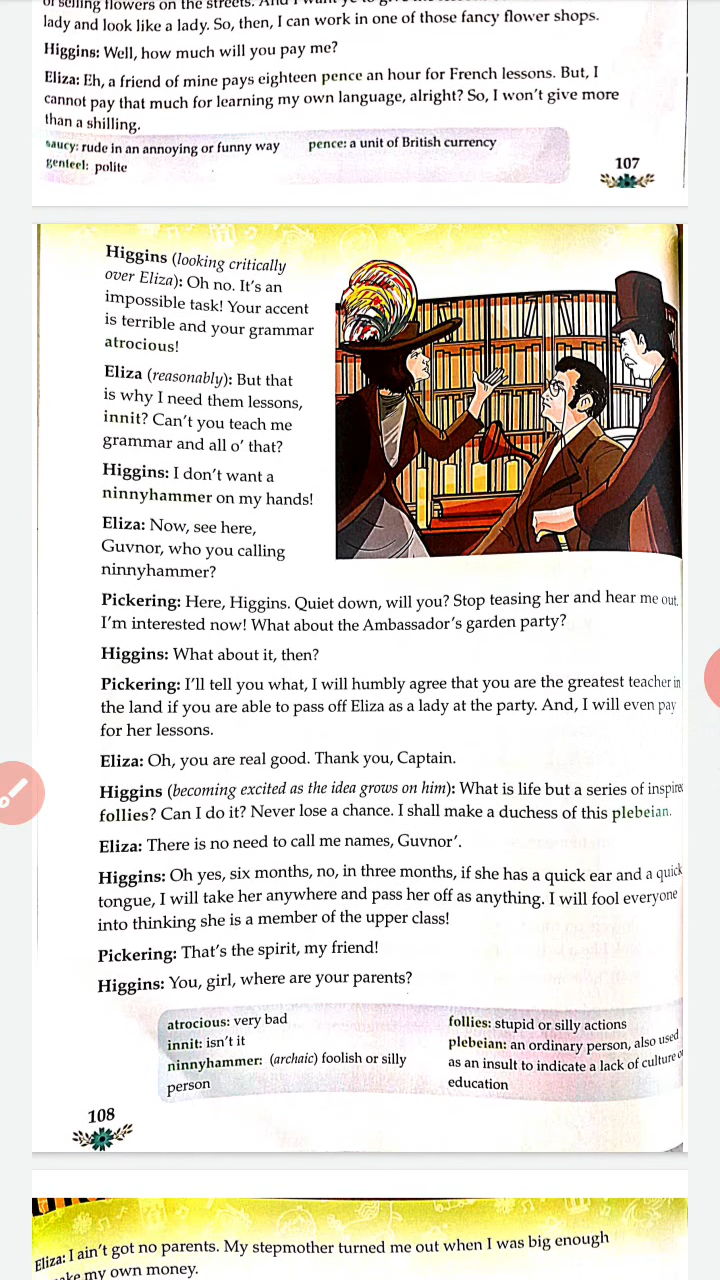 of selling flowers on the streets. And I want ye to
lady and look like a lady. So, then, I can work in one of those fancy flower shops.
Higgins: Well, how much will you pay me?
Eliza: Eh, a friend of mine pays eighteen pence an hour for French lessons. But, I
cannot pay that much for learning my own language, alright? So, I won't give more
than a shilling.
saucy: rude in an annoying or funny way pence: a unit of British currency
genteel: polite
107
Higgins (looking critically
over Eliza): Oh no. It's an
impossible task! Your accent
is terrible and your grammar
atrocious!
Eliza (reasonably): But that
is why I need them lessons,
innit? Can't you teach me
grammar and all o' that?
Higgins: I don't want a
ninnyhammer on my hands!
Eliza: Now, see here,
Guvnor, who you calling
ninnyhammer?
Pickering: Here, Higgins. Quiet down, will you? Stop teasing her and hear me out.
I'm interested now! What about the Ambassador's garden party?
Higgins: What about it, then?
Pickering: I'll tell you what, I will humbly agree that you are the greatest teacher in
the land if you are able to pass off Eliza as a lady at the party. And, I will even pay
for her lessons.
Eliza: Oh, you are real good. Thank you, Captain.
Higgins (becoming excited as the idea grows on him): What is life but a series of inspired
follies? Can I do it? Never lose a chance. I shall make a duchess of this plebeian.
Eliza: There is no need to call me names, Guvnor'.
Higgins: Oh yes, six months, no, in three months, if she has a quick ear and a quick
tongue, I will take her anywhere and pass her off as anything. I will fool everyone
into thinking she is a member of the upper class!
Pickering: That's the spirit, my friend!
Higgins: You, girl, where are your parents?
atrocious: very bad
innit: isn't it
ninnyhammer: (archaic) foolish or silly
person
follies: stupid or silly actions
plebeian: an ordinary person, also used
as an insult to indicate a lack of culture or
education
108
Eliza: I ain't got no parents. My stepmother turned me out when I was big enough
my own money.